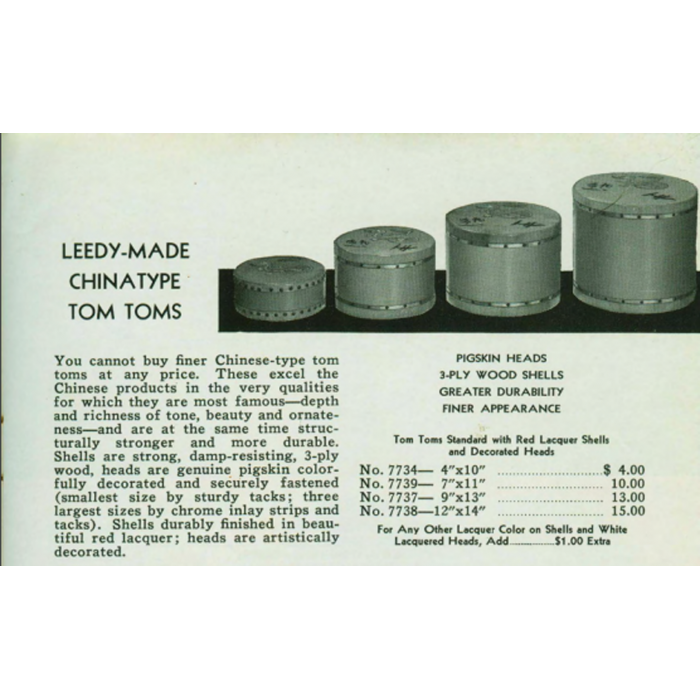 LEEDY-MADE
CHINATYPE
TOM TOMS
You cannot buy finer Chinese-type tom
toms at any price. These excel the
Chinese products in the very qualities
for which they are most famous—depth
and richness of tone, beauty and ornate-
ness—and are at the same time struc-
turally stronger and more durable.
Shells are strong, damp-resisting, 3-ply
wood, heads are genuine pigskin color-
fully decorated and securely fastened
(smallest size by sturdy tacks; three
largest sizes by chrome inlay strips and
tacks). Shells durably finished in beau-
tiful red lacquer; heads are artistically
decorated.
PIGSKIN HEADS
3-PLY WOOD SHELLS
GREATER DURABILITY
FINER APPEARANCE
Tom Toms Standard with Red Lacquer Shells
and Decorated Heads
No. 7734— 4"x10" ........................... $ 4.00
No. 7739— 7"x11" ........................... 10.00
No. 7737— 9"x13" ........................... 13.00
No. 7738—12"x14" ........................... 15.00
For Any Other Lacquer Color on Shells and White
Lacquered Heads, Add..............$1.00 Extra